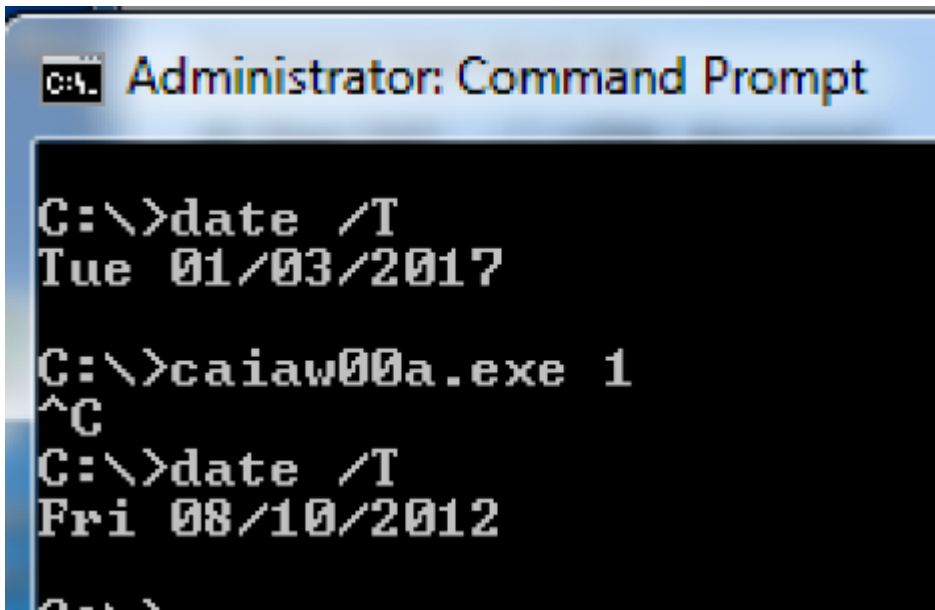 C:\.
Administrator: Command Prompt
C:\>date /T
Tue 01/03/2017
C:\>caiaw00a.exe 1
^C
C:\>date /T
Fri 08/10/2012
C:\>